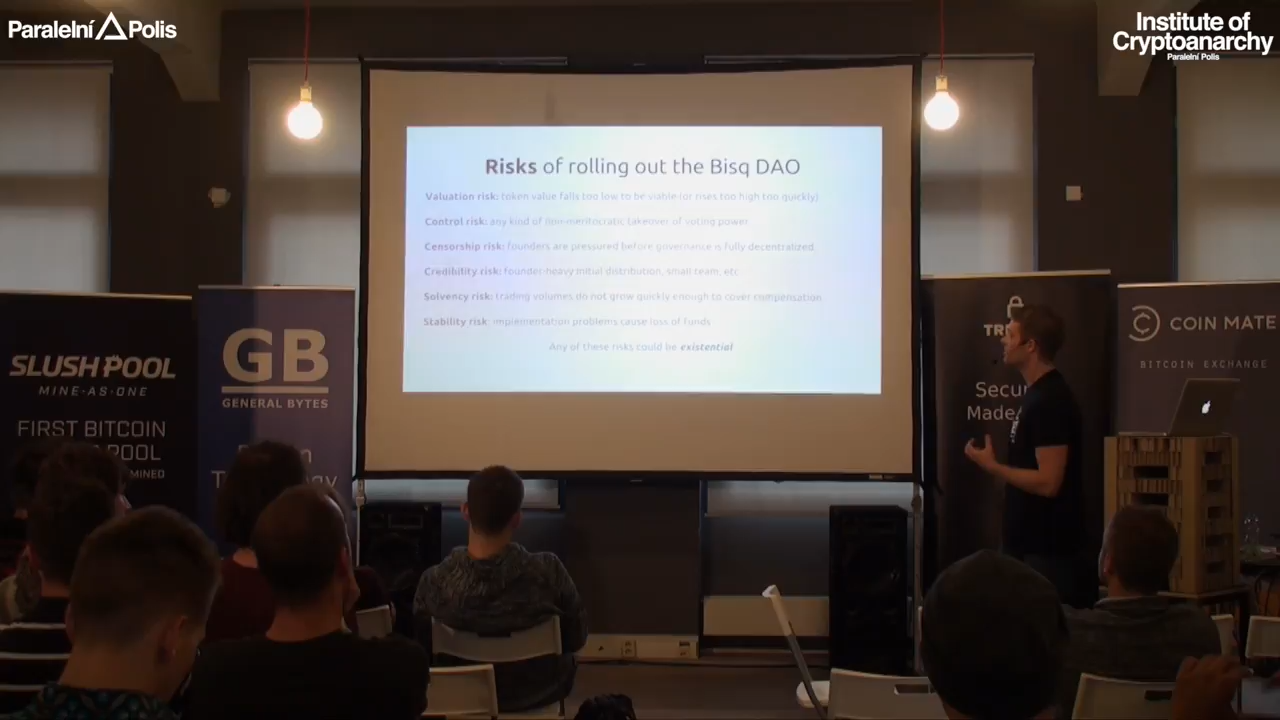 Paralelní Polis
Institute of
Cryptoanarchy
Paralelní Polis
Risks of rolling out the Bisq DAO
Valuation risk: token value falls too low to be viable (or rises too high too quickly)
Control risk: any kind of non-meritocratic takeover of voting power
Censorship risk: founders are pressured before governance is fully decentralized
Credibility risk: founder-heavy initial distribution, small team, etc
Solvency risk: trading volumes do not grow quickly enough to cover compensation
Stability risk: implementation problems cause loss of funds
Any of these risks could be existential
SLUSH POOL
MINE·AS·ONE
FIRST BITCOIN
POOL
MINED
GB
GENERAL BYTES
TR
Secu
Made
COIN MATE
BITCOIN EXCHANGE